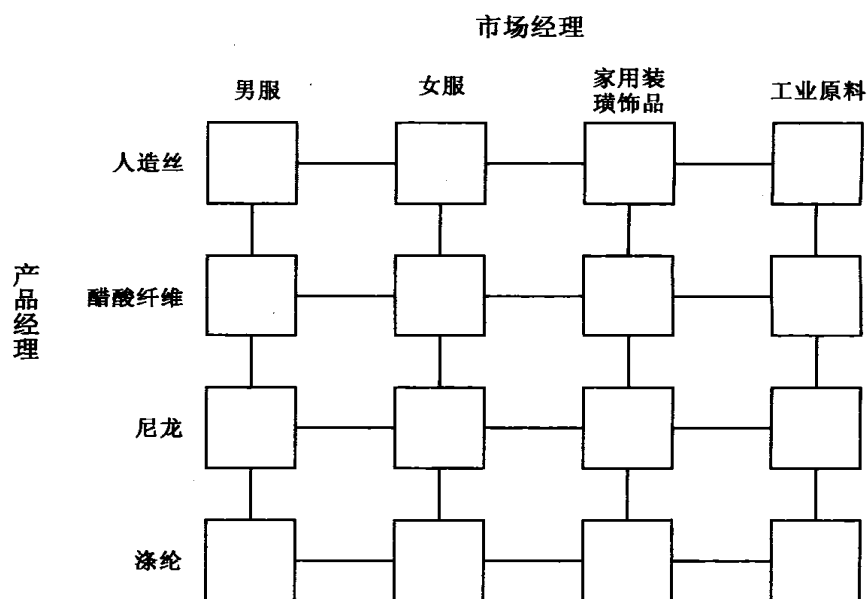 市场经理
男服
女服
家用装
璜饰品
工业原料
人造丝
产品经理
醋酸纤维
尼龙
涤纶